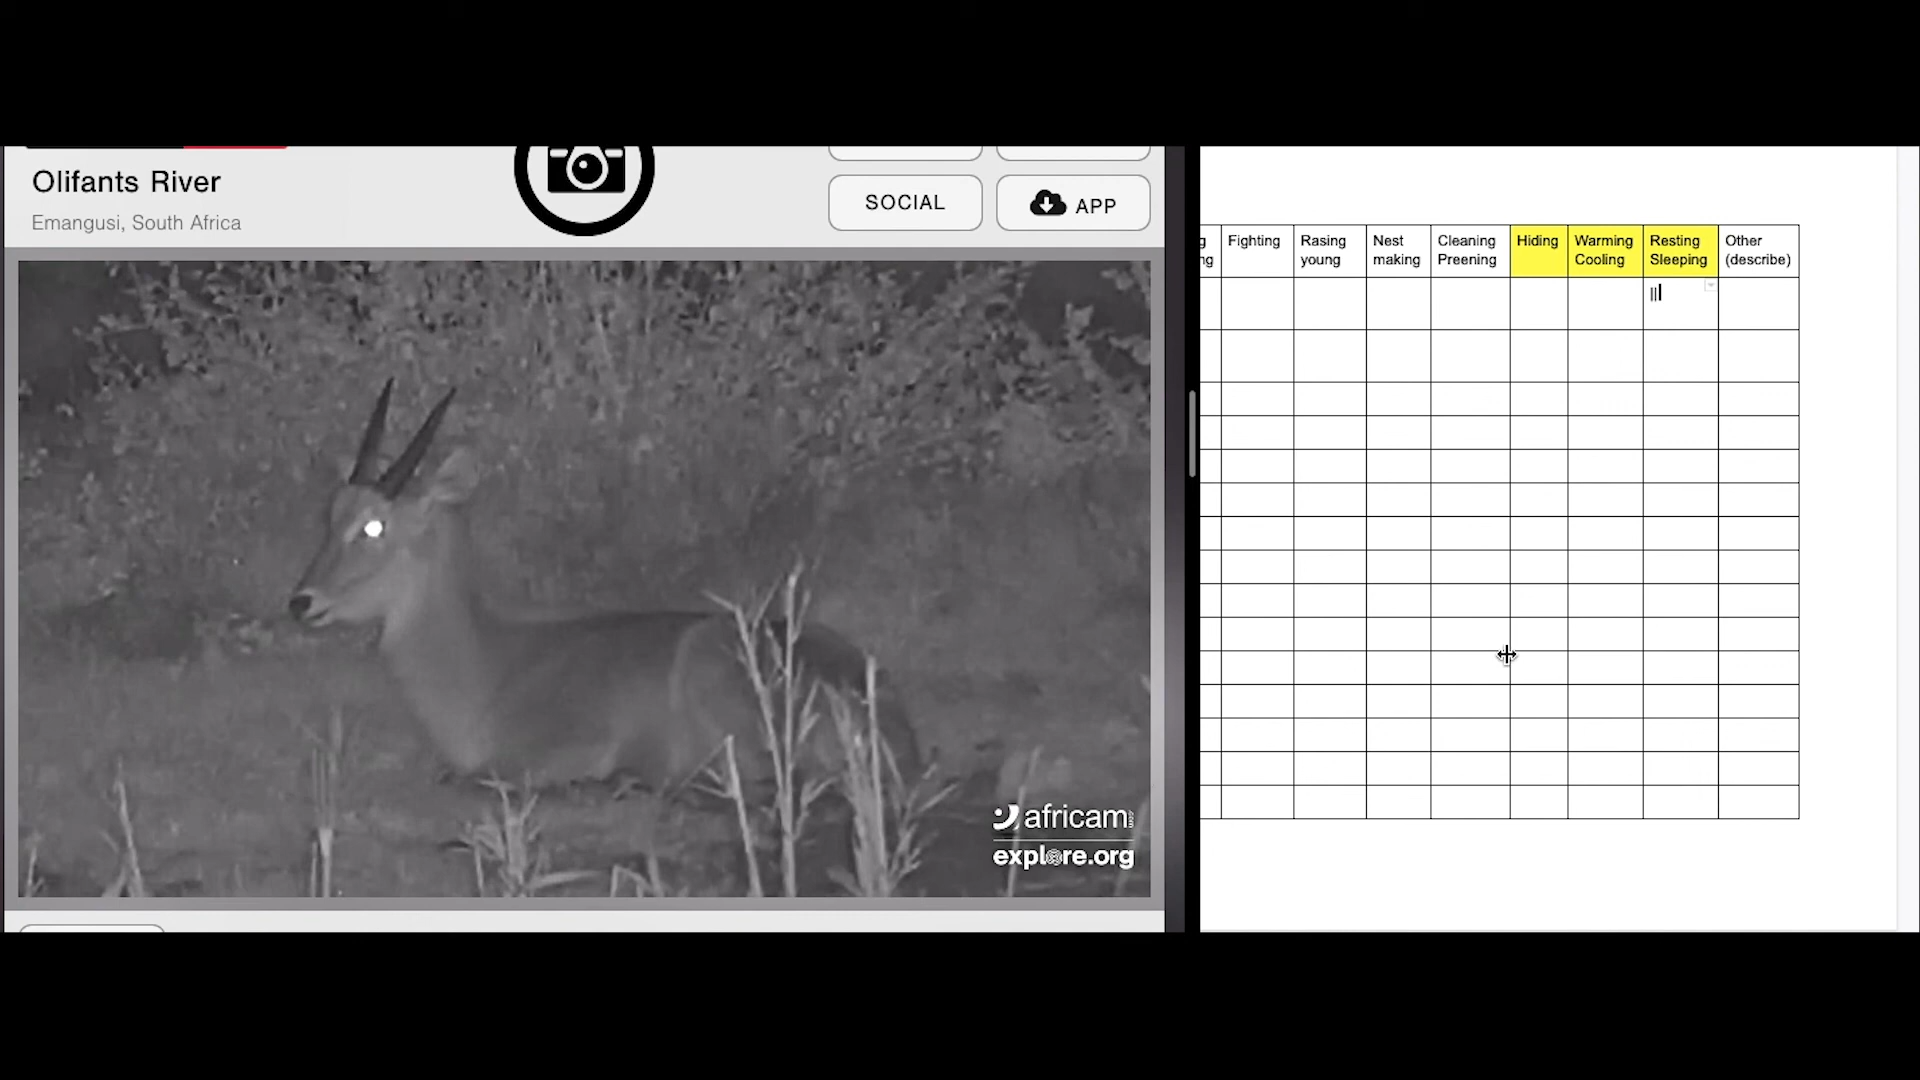 Olifants River
Emangusi, South Africa
SOCIAL
APP
africam
explore.org
g
ng
Fighting
Rasing
young
Nest
making
Cleaning
Preening
Hiding
Warming
Cooling
Resting
Sleeping
Other
(describe)
||